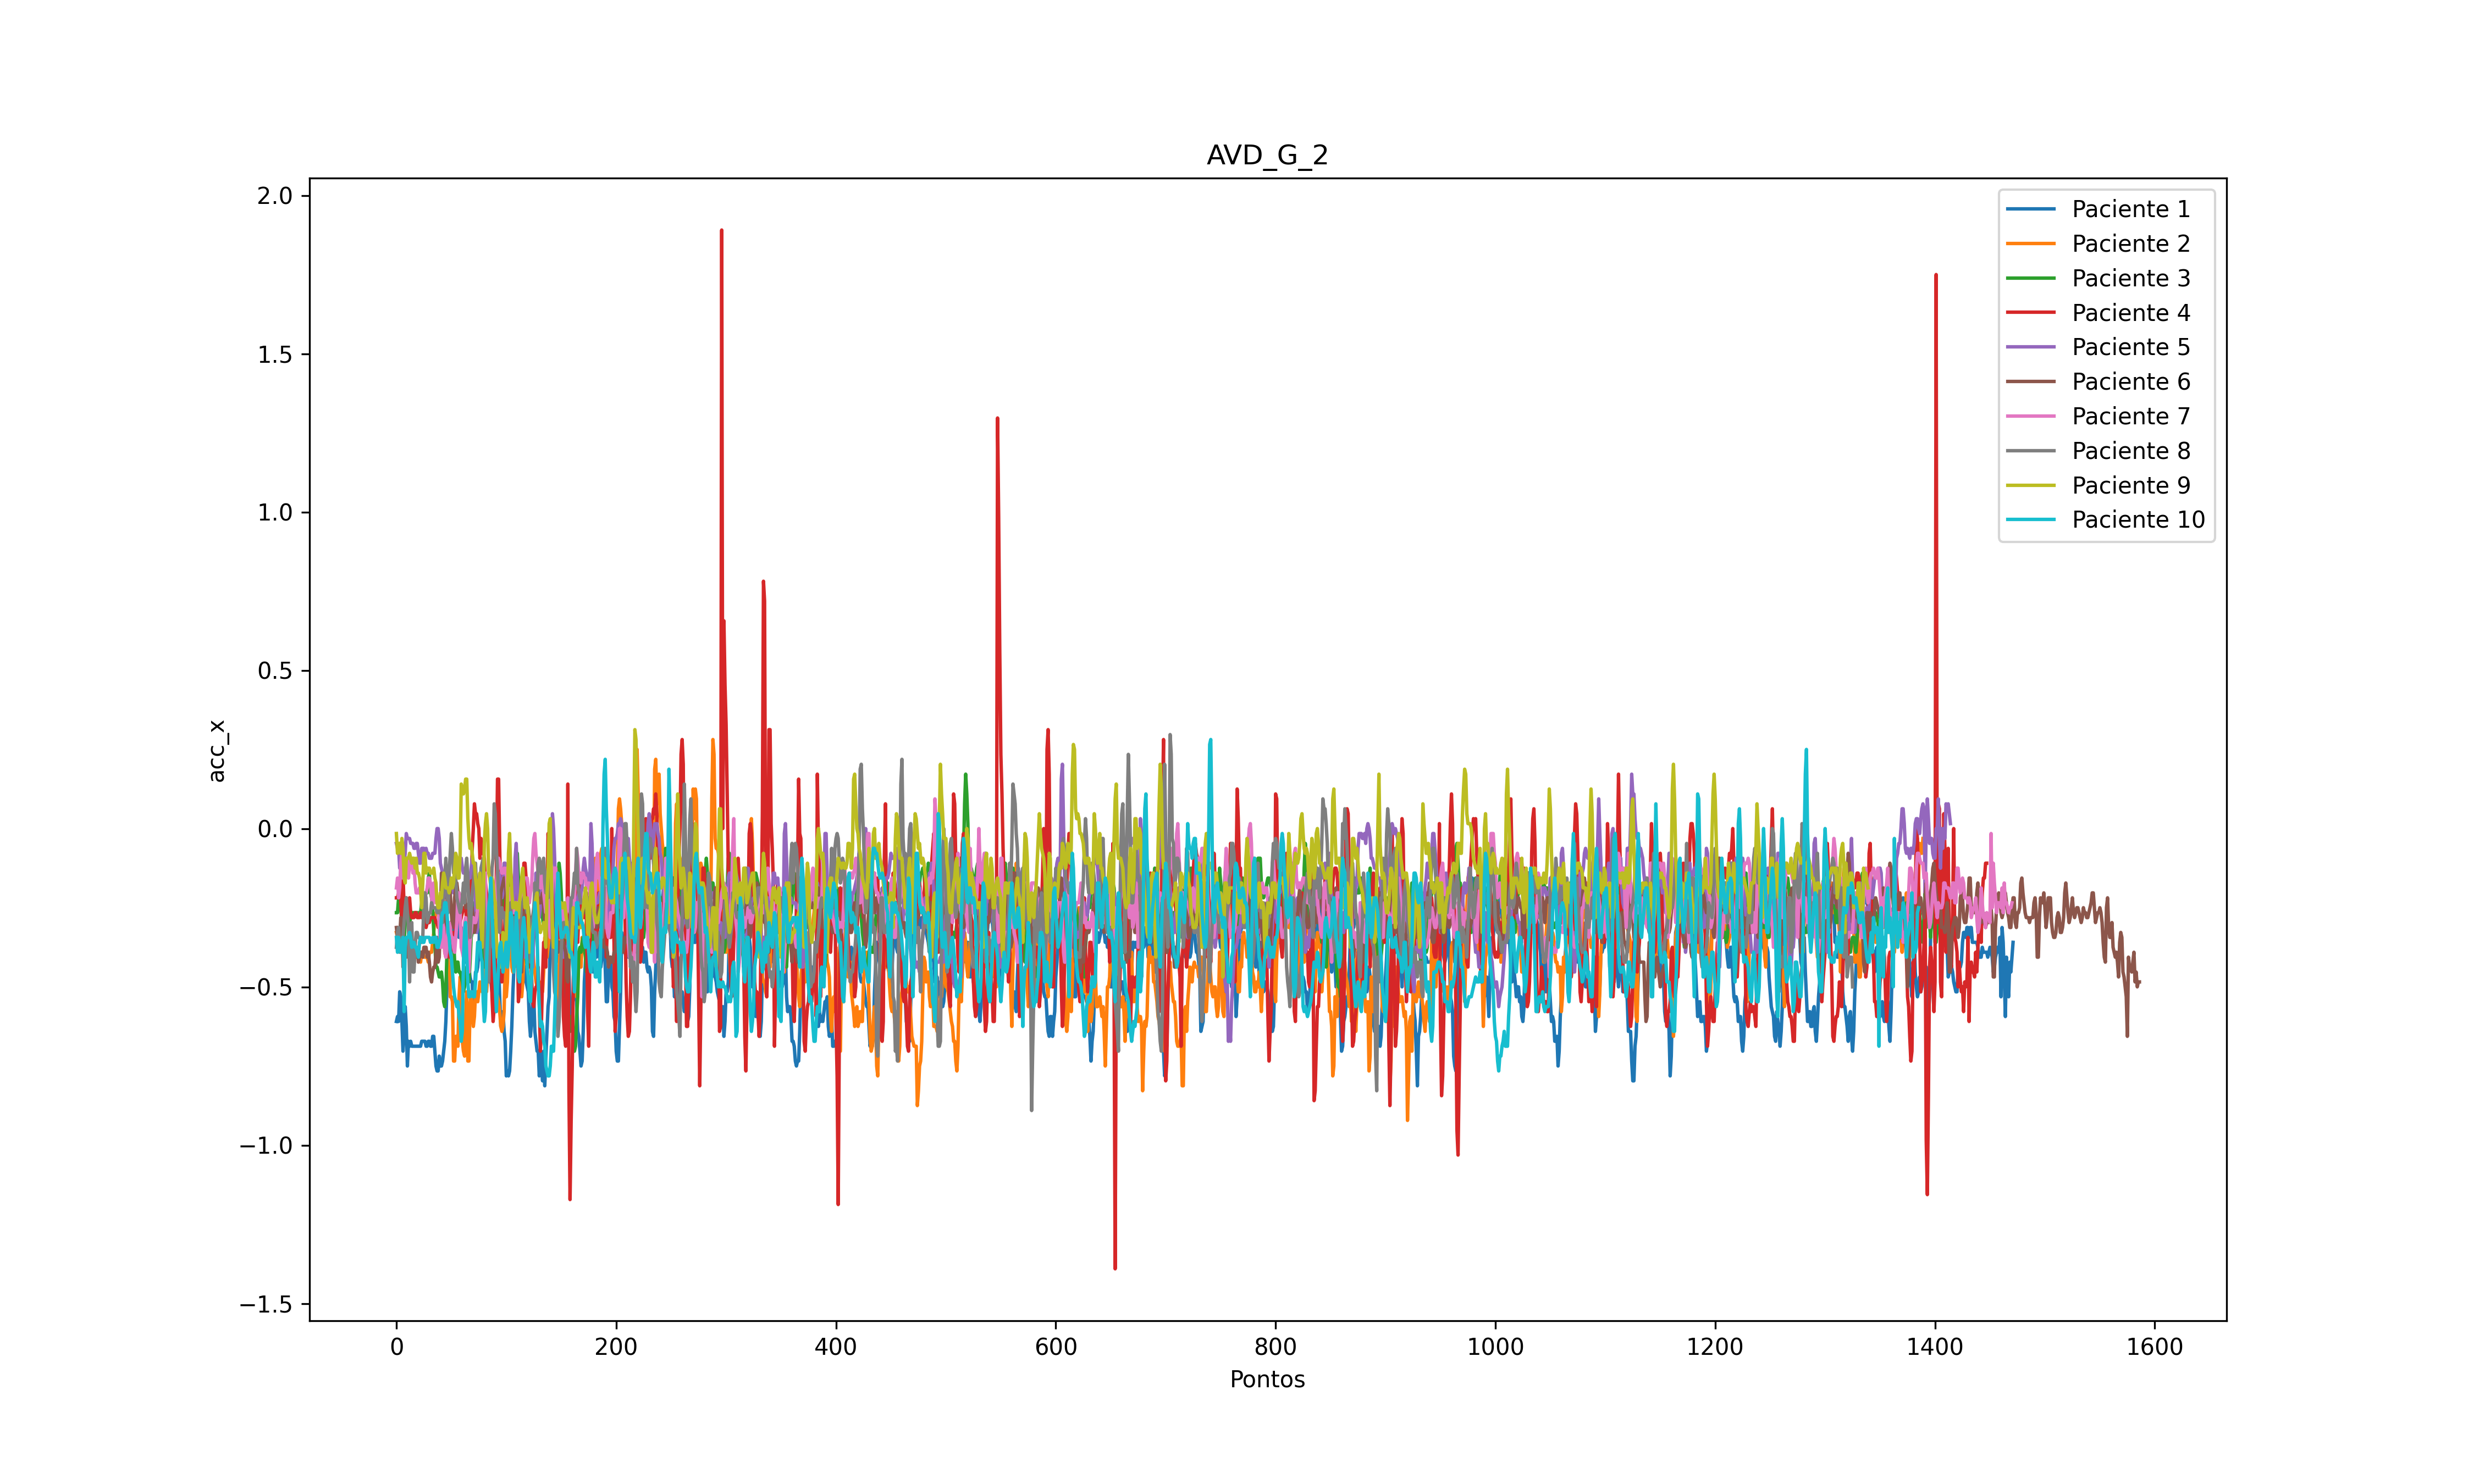 AVD_G_2
2.0
1.5
1.0
0.5
0.0
−0.5
−1.0
−1.5
acc_x
0 200 400 600 800 1000 1200 1400 1600
Pontos
Paciente 1
Paciente 2
Paciente 3
Paciente 4
Paciente 5
Paciente 6
Paciente 7
Paciente 8
Paciente 9
Paciente 10